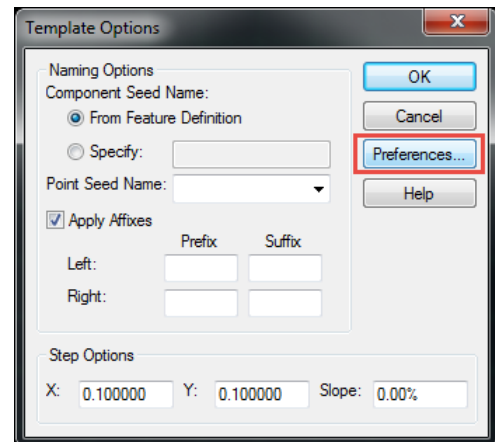 Template Options
Naming Options
Component Seed Name:
From Feature Definition
Specify:
Point Seed Name:
Apply Affixes
Prefix Suffix
Left:
Right:
OK
Cancel
Preferences...
Help
Step Options
X: 0.100000 Y: 0.100000 Slope: 0.00%